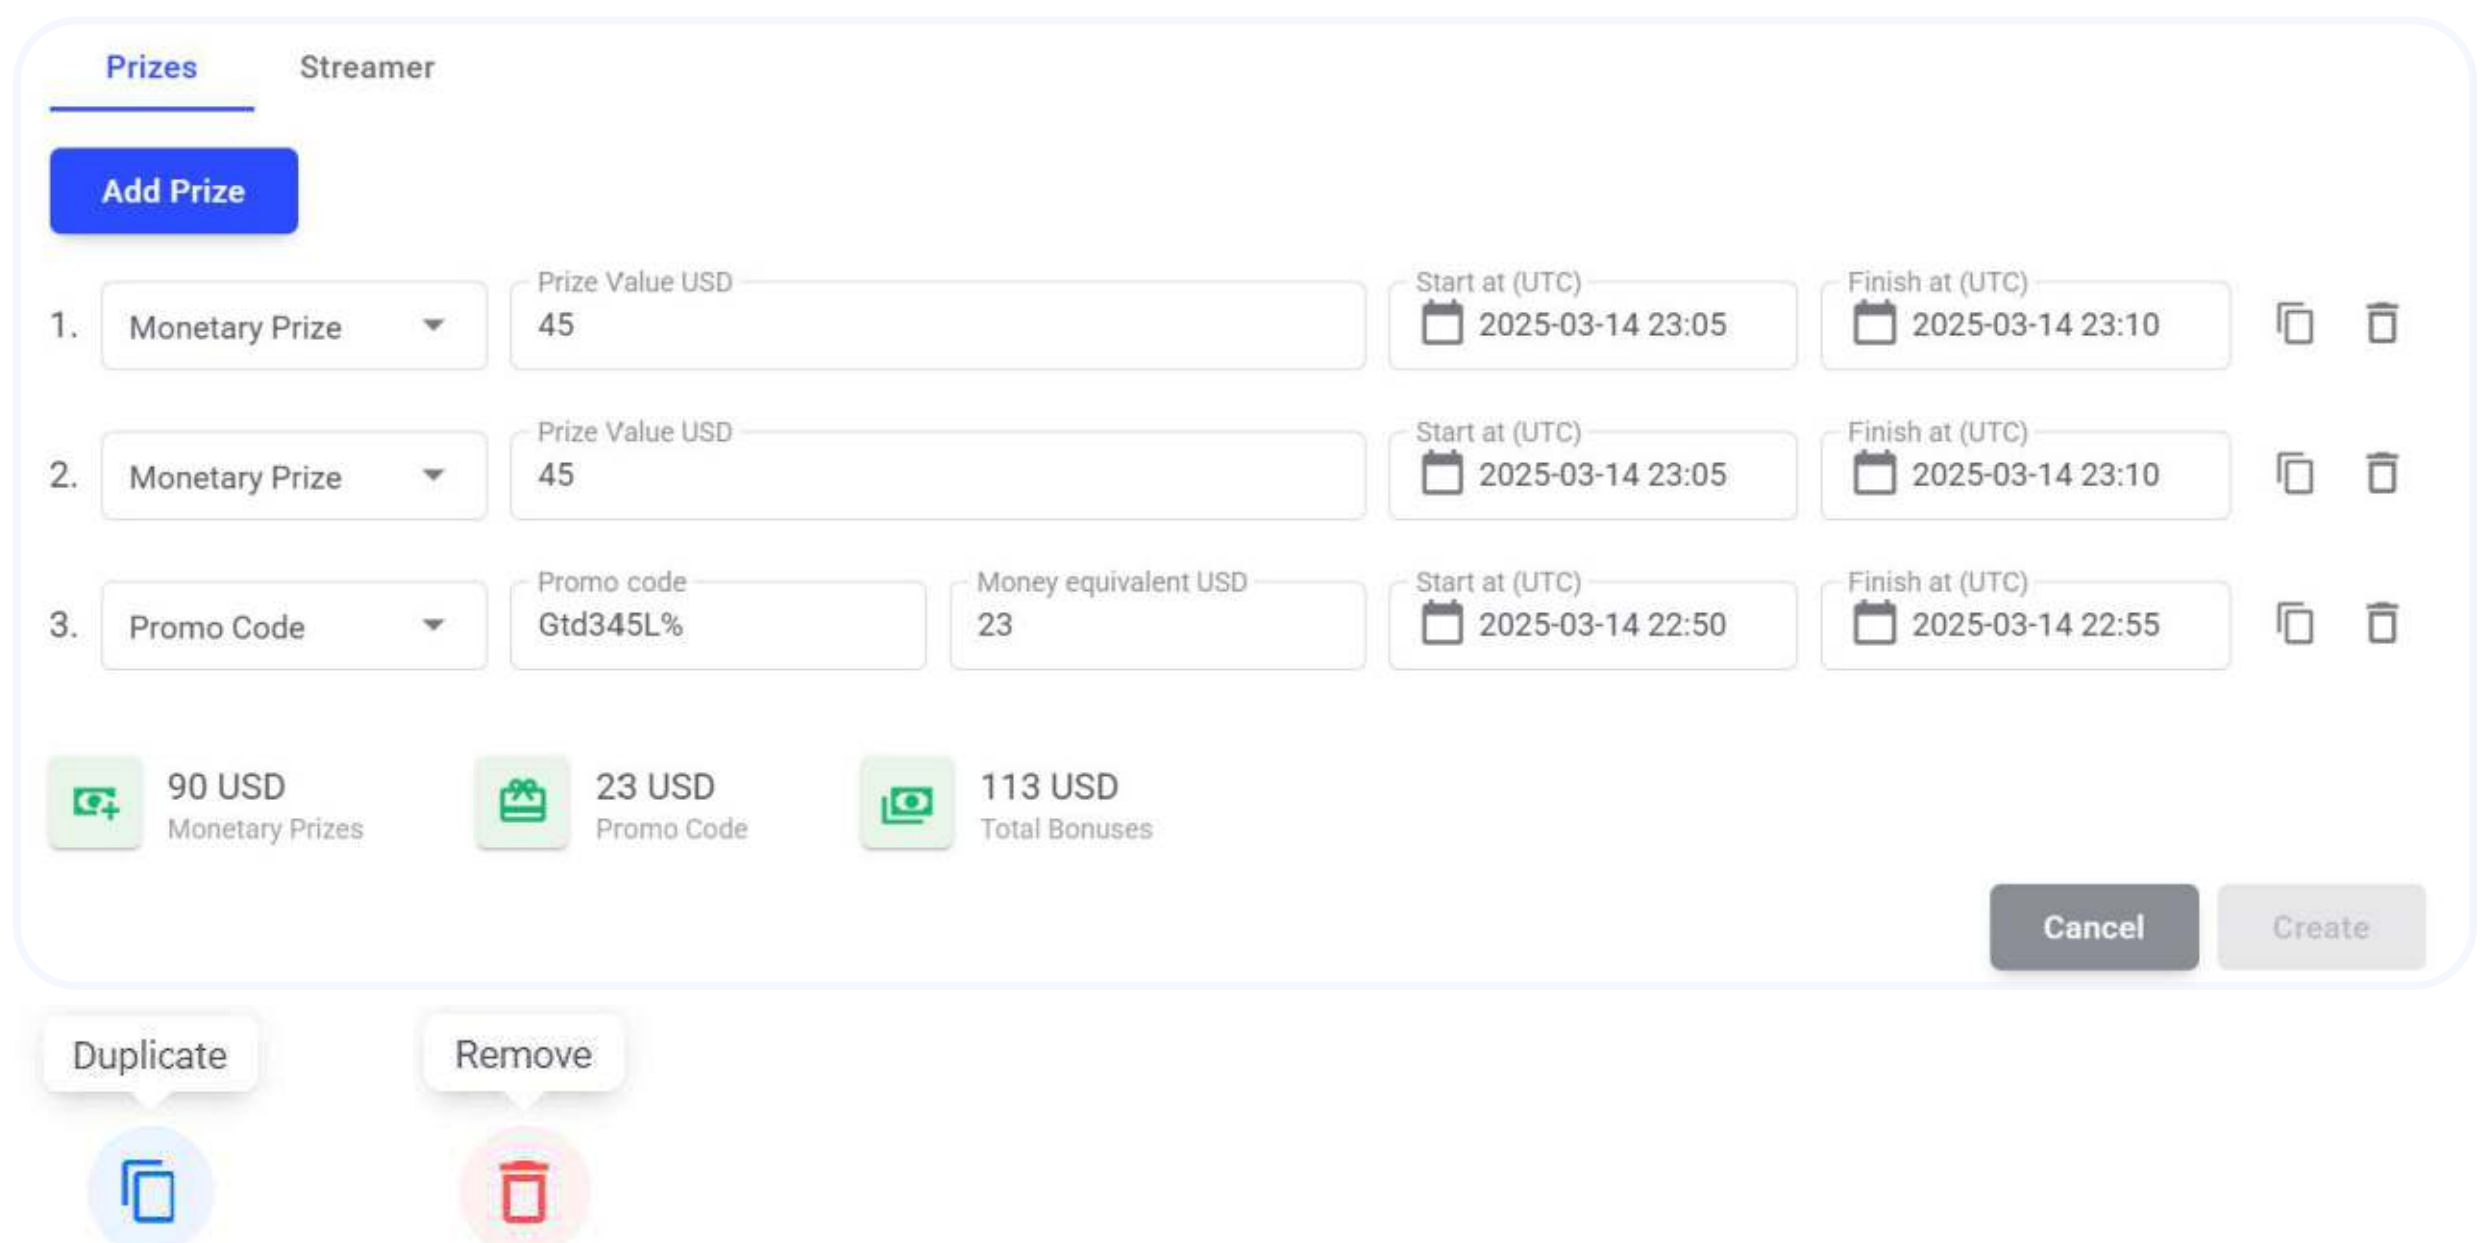 Prizes Streamer
Add Prize
Prize Value USD Start at (UTC) Finish at (UTC)
1. Monetary Prize 45 2025-03-14 23:05 2025-03-14 23:10
Prize Value USD Start at (UTC) Finish at (UTC)
2. Monetary Prize 45 2025-03-14 23:05 2025-03-14 23:10
Promo code Money equivalent USD Start at (UTC) Finish at (UTC)
3. Promo Code Gtd345L% 23 2025-03-14 22:50 2025-03-14 22:55
90 USD 23 USD 113 USD
Monetary Prizes Promo Code Total Bonuses
Cancel Create
Duplicate Remove